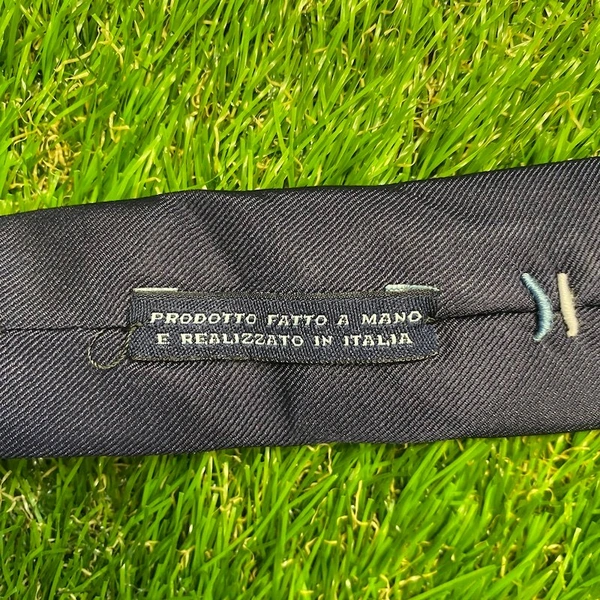 PRODOTTO FATTO A MANO
E REALIZZATO IN ITALIA